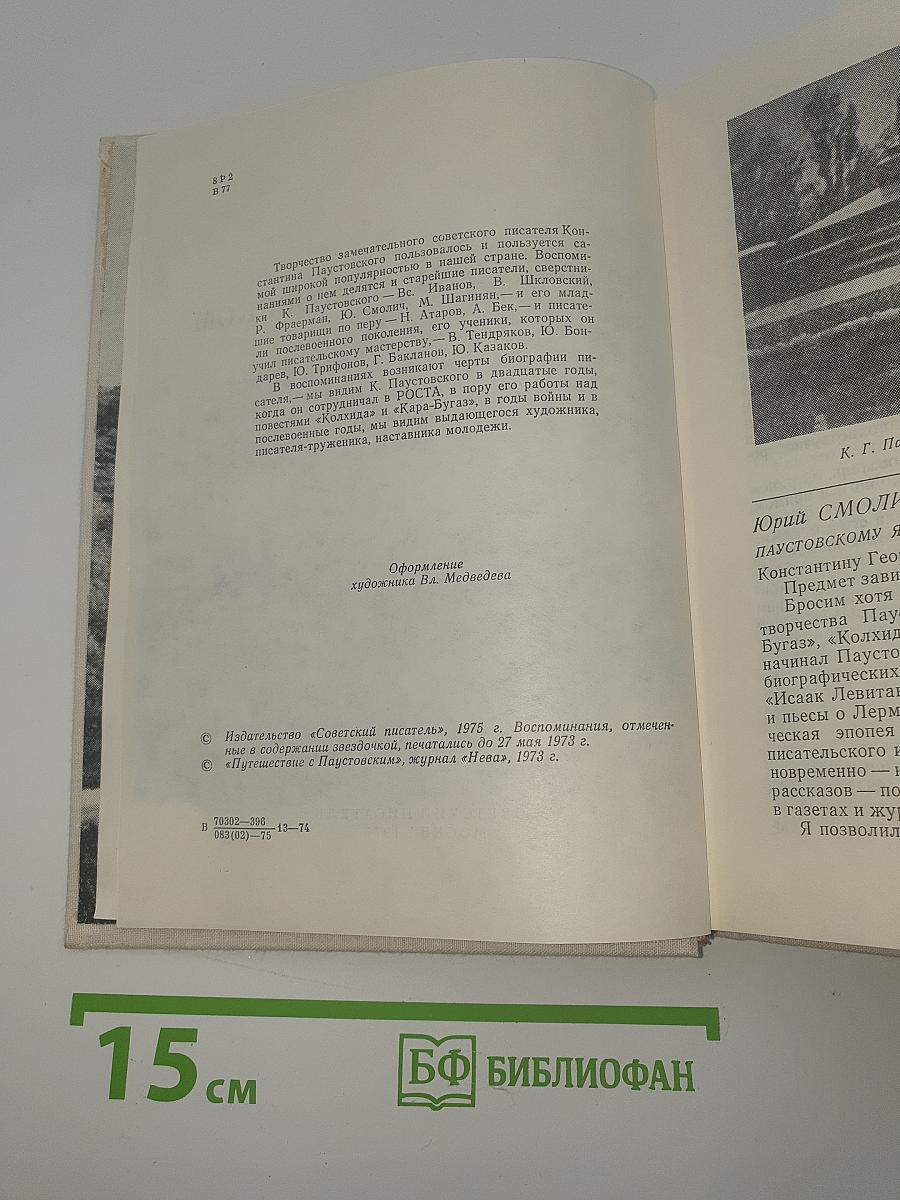 8 Р 2
В 77
Творчество замечательного советского писателя Кон-
стантина Паустовского пользовалось и пользуется са-
мой широкой популярностью в нашей стране. Воспоми-
наниями о нем делятся и старейшие писатели, сверстни-
ки К. Паустовского — Вс. Иванов, В. Шкловский,
Р. Фраерман, Ю. Смолич, М. Шагинян,— и его млад-
шие товарищи по перу — Н. Атаров, А. Бек,— и писате-
ли послевоенного поколения, его ученики, которых он
учил писательскому мастерству,— В. Тендряков, Ю. Бон-
дарев, Ю. Трифонов, Г. Бакланов, Ю. Казаков.
В воспоминаниях возникают черты биографии пи-
сателя,— мы видим К. Паустовского в двадцатые годы,
когда он сотрудничал в РОСТА, в пору его работы над
повестями «Колхида» и «Кара-Бугаз», в годы войны и в
послевоенные годы, мы видим выдающегося художника,
писателя-труженика, наставника молодежи.
Оформление
художника Вл. Медведева
© Издательство «Советский писатель», 1975 г. Воспоминания, отмечен-
ные в содержании звездочкой, печатались до 27 мая 1973 г.
© «Путешествие с Паустовским», журнал «Нева», 1973 г.
В 70302—396
083(02)—75 13—74
К. Г. Па
Юрий СМОЛИ
ПАУСТОВСКОМУ Я
Константину Геор
Предмет зави
Бросим хотя
творчества Пау
Бугаз», «Колхид
начинал Паусто
биографических
«Исаак Левитан
и пьесы о Лерм
ческая эпопея
писательского и
новременно — н
рассказов — по
в газетах и жур
Я позволил
15 см
БФ БИБЛИОФАН